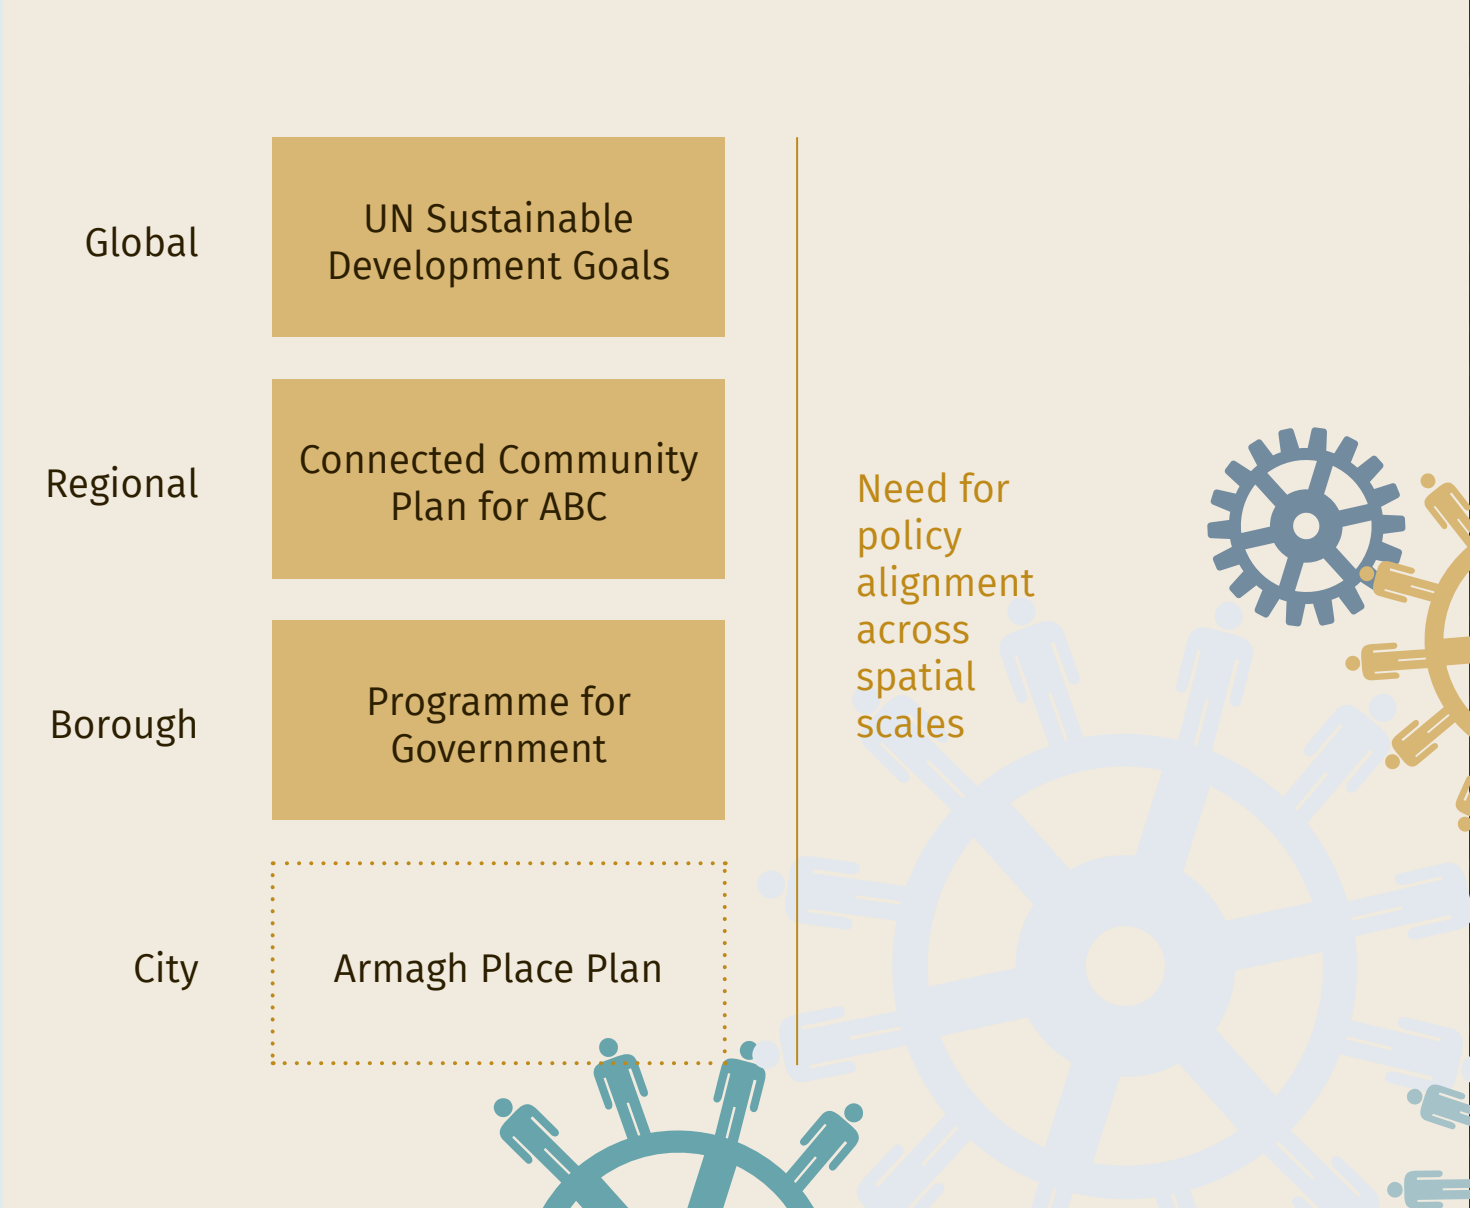 Global
UN Sustainable
Development Goals
Regional
Connected Community
Plan for ABC
Borough
Programme for
Government
City
Armagh Place Plan
Need for
policy
alignment
across
spatial
scales